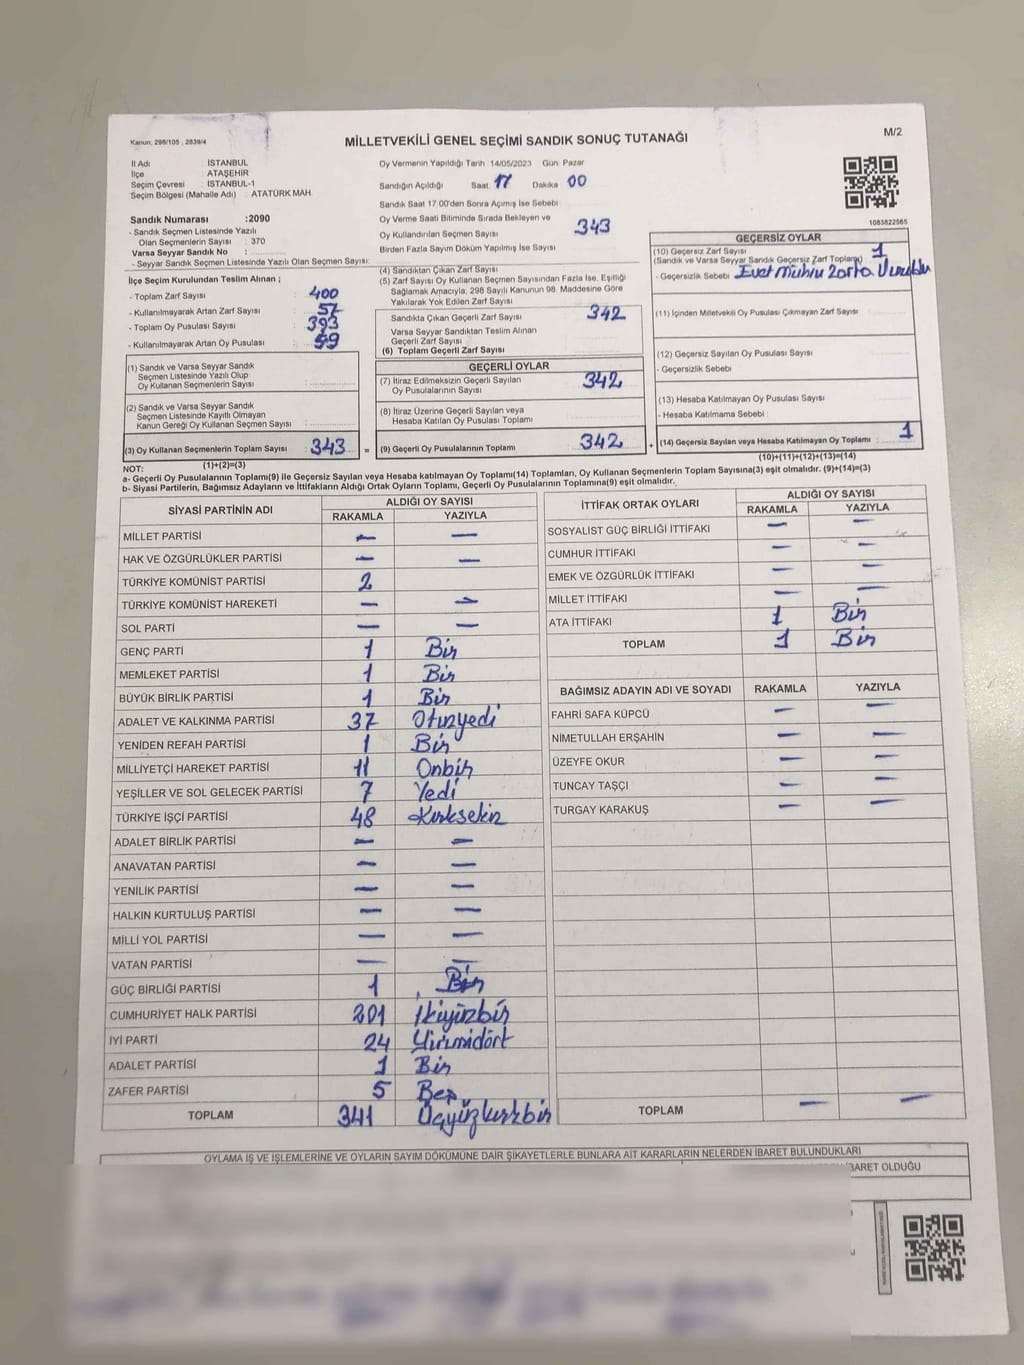 Kanun; 298/105 , 2839/4
MİLLETVEKİLİ GENEL SEÇİMİ SANDIK SONUÇ TUTANAĞI
M/2
İl Adı : İSTANBUL
İlçe : ATAŞEHİR
Seçim Çevresi : İSTANBUL-1
Seçim Bölgesi (Mahalle Adı) : ATATÜRK MAH
Sandık Numarası :2090
- Sandık Seçmen Listesinde Yazılı
Olan Seçmenlerin Sayısı : 370
Varsa Seyyar Sandık No :
- Seyyar Sandık Seçmen Listesinde Yazılı Olan Seçmen Sayısı:
Oy Vermenin Yapıldığı Tarih 14/05/2023 Gün: Pazar
Sandığın Açıldığı Saat: 17 Dakika 00
Sandık Saat 17:00'den Sonra Açımış İse Sebebi
Oy Verme Saati Bitiminde Sırada Bekleyen ve
Oy Kullandırılan Seçmen Sayısı 343
Birden Fazla Sayım Döküm Yapılmış İse Sayısı
1083822565
İlçe Seçim Kurulundan Teslim Alınan ;
- Toplam Zarf Sayısı : 400
- Kullanılmayarak Artan Zarf Sayısı : 57
- Toplam Oy Pusulası Sayısı : 393
- Kullanılmayarak Artan Oy Pusulası :
(1) Sandık ve Varsa Seyyar Sandık
Seçmen Listesinde Yazılı Olup
Oy Kullanan Seçmenlerin Sayısı
(2) Sandık ve Varsa Seyyar Sandık
Seçmen Listesinde Kayıtlı Olmayan
Kanun Gereği Oy Kullanan Seçmen Sayısı
(3) Oy Kullanan Seçmenlerin Toplam Sayısı : 343 =
(1)+(2)=(3)
(4) Sandıktan Çıkan Zarf Sayısı
(5) Zarf Sayısı Oy Kullanan Seçmen Sayısından Fazla İse, Eşitliği
Sağlamak Amacıyla, 298 Sayılı Kanunun 98. Maddesine Göre
Yakılarak Yok Edilen Zarf Sayısı
Sandıkta Çıkan Geçerli Zarf Sayısı 342
Varsa Seyyar Sandıktan Teslim Alınan
Geçerli Zarf Sayısı
(6) Toplam Geçerli Zarf Sayısı
GEÇERLİ OYLAR
(7) İtiraz Edilmeksizin Geçerli Sayılan
Oy Pusulalarının Sayısı 342
(8) İtiraz Üzerine Geçerli Sayılan veya
Hesaba Katılan Oy Pusulası Toplamı
(9) Geçerli Oy Pusulalarının Toplamı 342 +
GEÇERSİZ OYLAR
(10) Geçersiz Zarf Sayısı 1
(Sandık ve Varsa Seyyar Sandık Geçersiz Zarf Toplamı)
- Geçersizlik Sebebi : Evet Mührü Zarfa
(11) İçinden Milletvekili Oy Pusulası Çıkmayan Zarf Sayısı
(12) Geçersiz Sayılan Oy Pusulası Sayısı
- Geçersizlik Sebebi
(13) Hesaba Katılmayan Oy Pusulası Sayısı
- Hesaba Katılmama Sebebi :
(14) Geçersiz Sayılan veya Hesaba Katılmayan Oy Toplamı : 1
(10)+(11)+(12)+(13)=(14)
NOT:
a- Geçerli Oy Pusulalarının Toplamı(9) ile Geçersiz Sayılan veya Hesaba katılmayan Oy Toplamı(14) Toplamları, Oy Kullanan Seçmenlerin Toplam Sayısına(3) eşit olmalıdır. (9)+(14)=(3)
b- Siyasi Partilerin, Bağımsız Adayların ve İttifakların Aldığı Oyların Toplamı, Geçerli Oy Pusulalarının Toplamına(9) eşit olmalıdır.
SİYASİ PARTİNİN ADI ALDIĞI OY SAYISI
RAKAMLA YAZIYLA
MİLLET PARTİSİ — —
HAK VE ÖZGÜRLÜKLER PARTİSİ — —
TÜRKİYE KOMÜNİST PARTİSİ 2
TÜRKİYE KOMÜNİST HAREKETİ — —
SOL PARTİ — —
GENÇ PARTİ 1 Bir
MEMLEKET PARTİSİ 1 Bir
BÜYÜK BİRLİK PARTİSİ 1 Bir
ADALET VE KALKINMA PARTİSİ 37 Otuzyedi
YENİDEN REFAH PARTİSİ 1 Bir
MİLLİYETÇİ HAREKET PARTİSİ 11 Onbir
YEŞİLLER VE SOL GELECEK PARTİSİ 7 Yedi
TÜRKİYE İŞÇİ PARTİSİ 48 Kırksekiz
ADALET BİRLİK PARTİSİ — —
ANAVATAN PARTİSİ — —
YENİLİK PARTİSİ — —
HALKIN KURTULUŞ PARTİSİ — —
MİLLİ YOL PARTİSİ — —
VATAN PARTİSİ — —
GÜÇ BİRLİĞİ PARTİSİ 1 Bir
CUMHURİYET HALK PARTİSİ 201 İkiyüzbir
İYİ PARTİ 24 Yirmidört
ADALET PARTİSİ 1 Bir
ZAFER PARTİSİ 5 Beş
TOPLAM 341 Üçyüzkırkbir
İTTİFAK ORTAK OYLARI ALDIĞI OY SAYISI
RAKAMLA YAZIYLA
SOSYALİST GÜÇ BİRLİĞİ İTTİFAKI — —
CUMHUR İTTİFAKI — —
EMEK VE ÖZGÜRLÜK İTTİFAKI — —
MİLLET İTTİFAKI — —
ATA İTTİFAKI 1 Bir
TOPLAM 1 Bir
BAĞIMSIZ ADAYIN ADI VE SOYADI RAKAMLA YAZIYLA
FAHRİ SAFA KÜPCÜ — —
NİMETULLAH ERŞAHİN — —
ÜZEYFE OKUR — —
TUNCAY TAŞÇI — —
TURGAY KARAKUŞ — —
TOPLAM — —
OYLAMA İŞ VE İŞLEMLERİNE VE OYLARIN SAYIM DÖKÜMÜNE DAİR ŞİKAYETLERLE BUNLARA AİT KARARLARIN NELERDEN İBARET BULUNDUKLARI
OLDUĞU